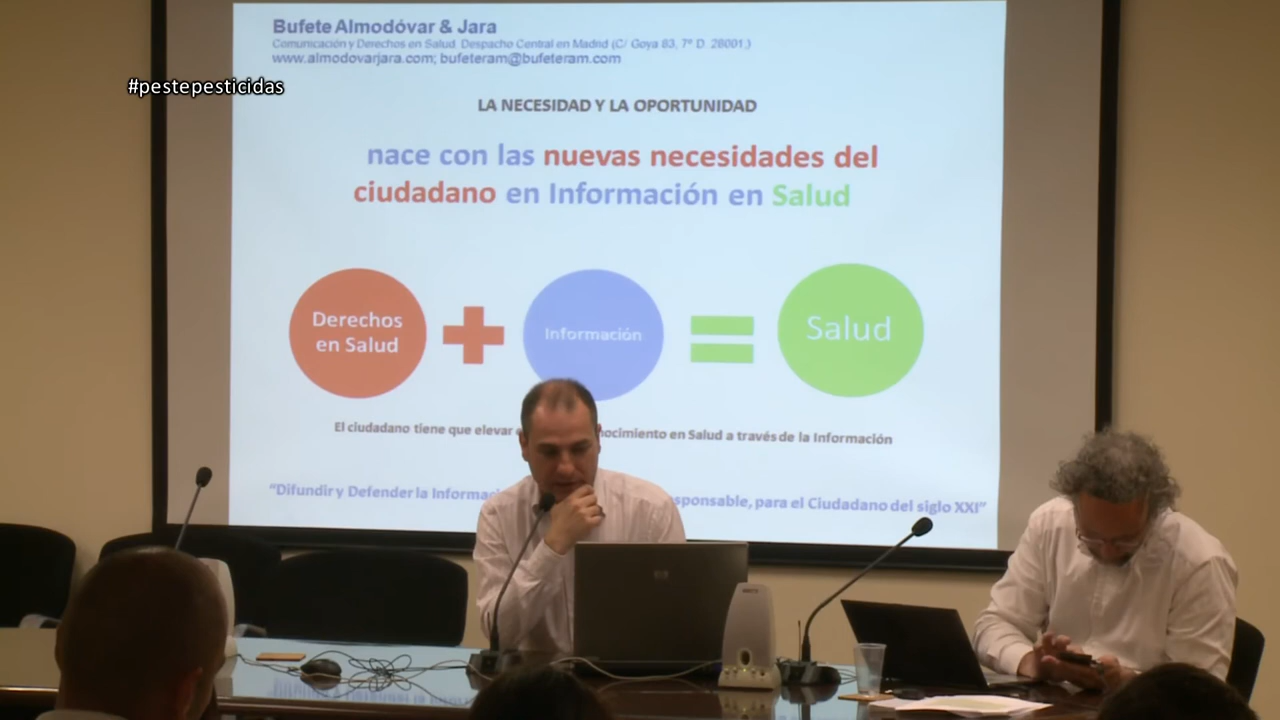 Bufete Almodóvar & Jara
Comunicación y Derechos en Salud. Despacho Central en Madrid (C/ Goya 83, 7º D. 28001.)
www.almodovarjara.com; bufeteram@bufeteram.com
#pestepesticidas
LA NECESIDAD Y LA OPORTUNIDAD
nace con las nuevas necesidades del
ciudadano en Información en Salud
Derechos
en Salud
+
Información
=
Salud
El ciudadano tiene que elevar
ocimiento en Salud a través de la Información
"Difundir y Defender la Informac
sponsable, para el Ciudadano del siglo XXI"